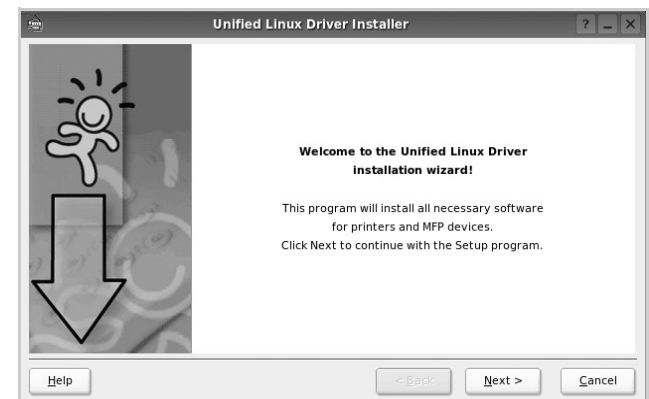 Unified Linux Driver Installer
? _ X
Welcome to the Unified Linux Driver
installation wizard!
This program will install all necessary software
for printers and MFP devices.
Click Next to continue with the Setup program.
Help
< Back
Next >
Cancel